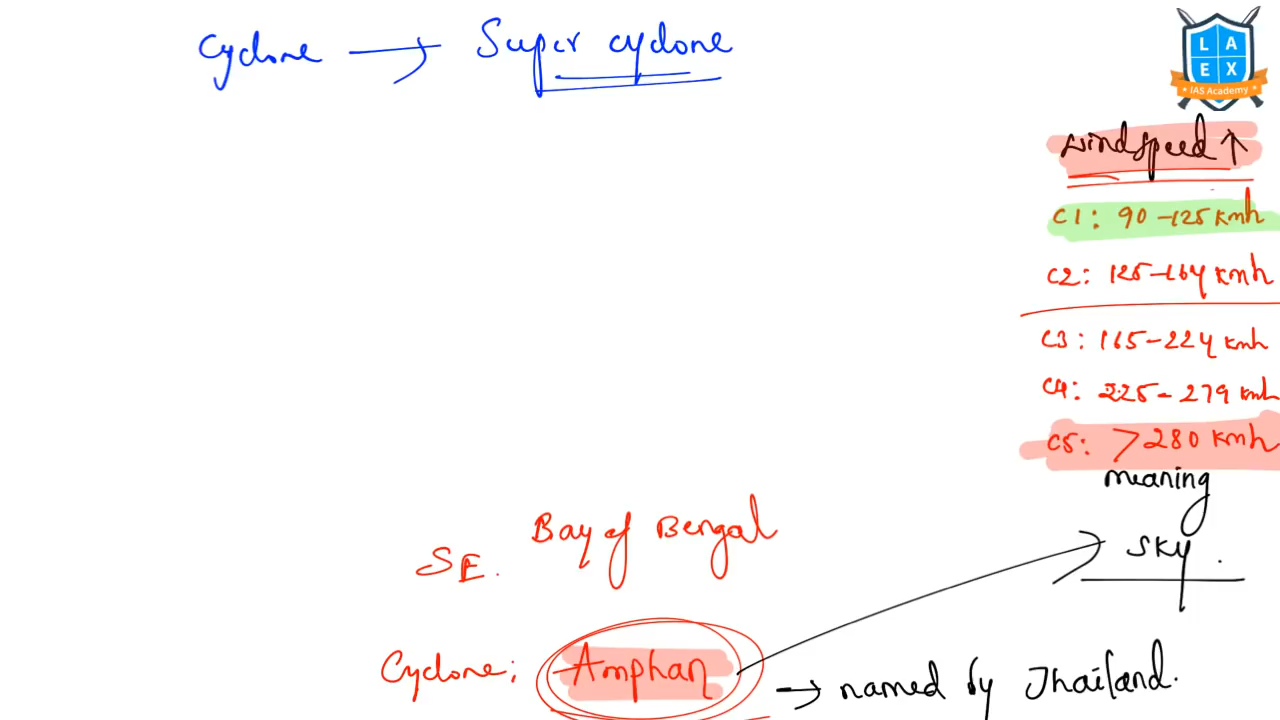 Cyclone → Super cyclone
L A
E X
IAS Academy
windspeed ↑
C1: 90-125 kmh
C2: 125-164 kmh
C3: 165-224 kmh
C4: 225-279 kmh
C5: >280 kmh
meaning
SKY.
SE. Bay of Bengal
Cyclone: Amphan → named by Thailand.